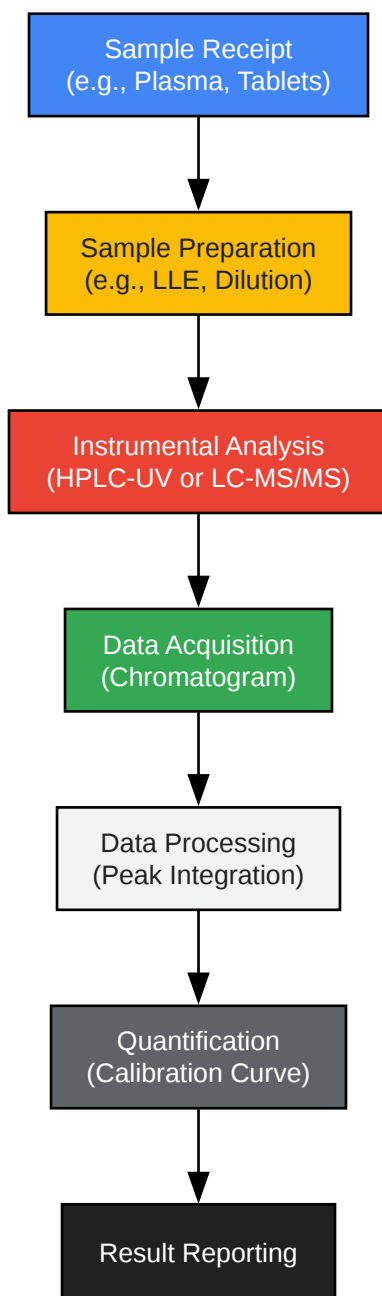 Sample Receipt
(e.g., Plasma, Tablets)
Sample Preparation
(e.g., LLE, Dilution)
Instrumental Analysis
(HPLC-UV or LC-MS/MS)
Data Acquisition
(Chromatogram)
Data Processing
(Peak Integration)
Quantification
(Calibration Curve)
Result Reporting